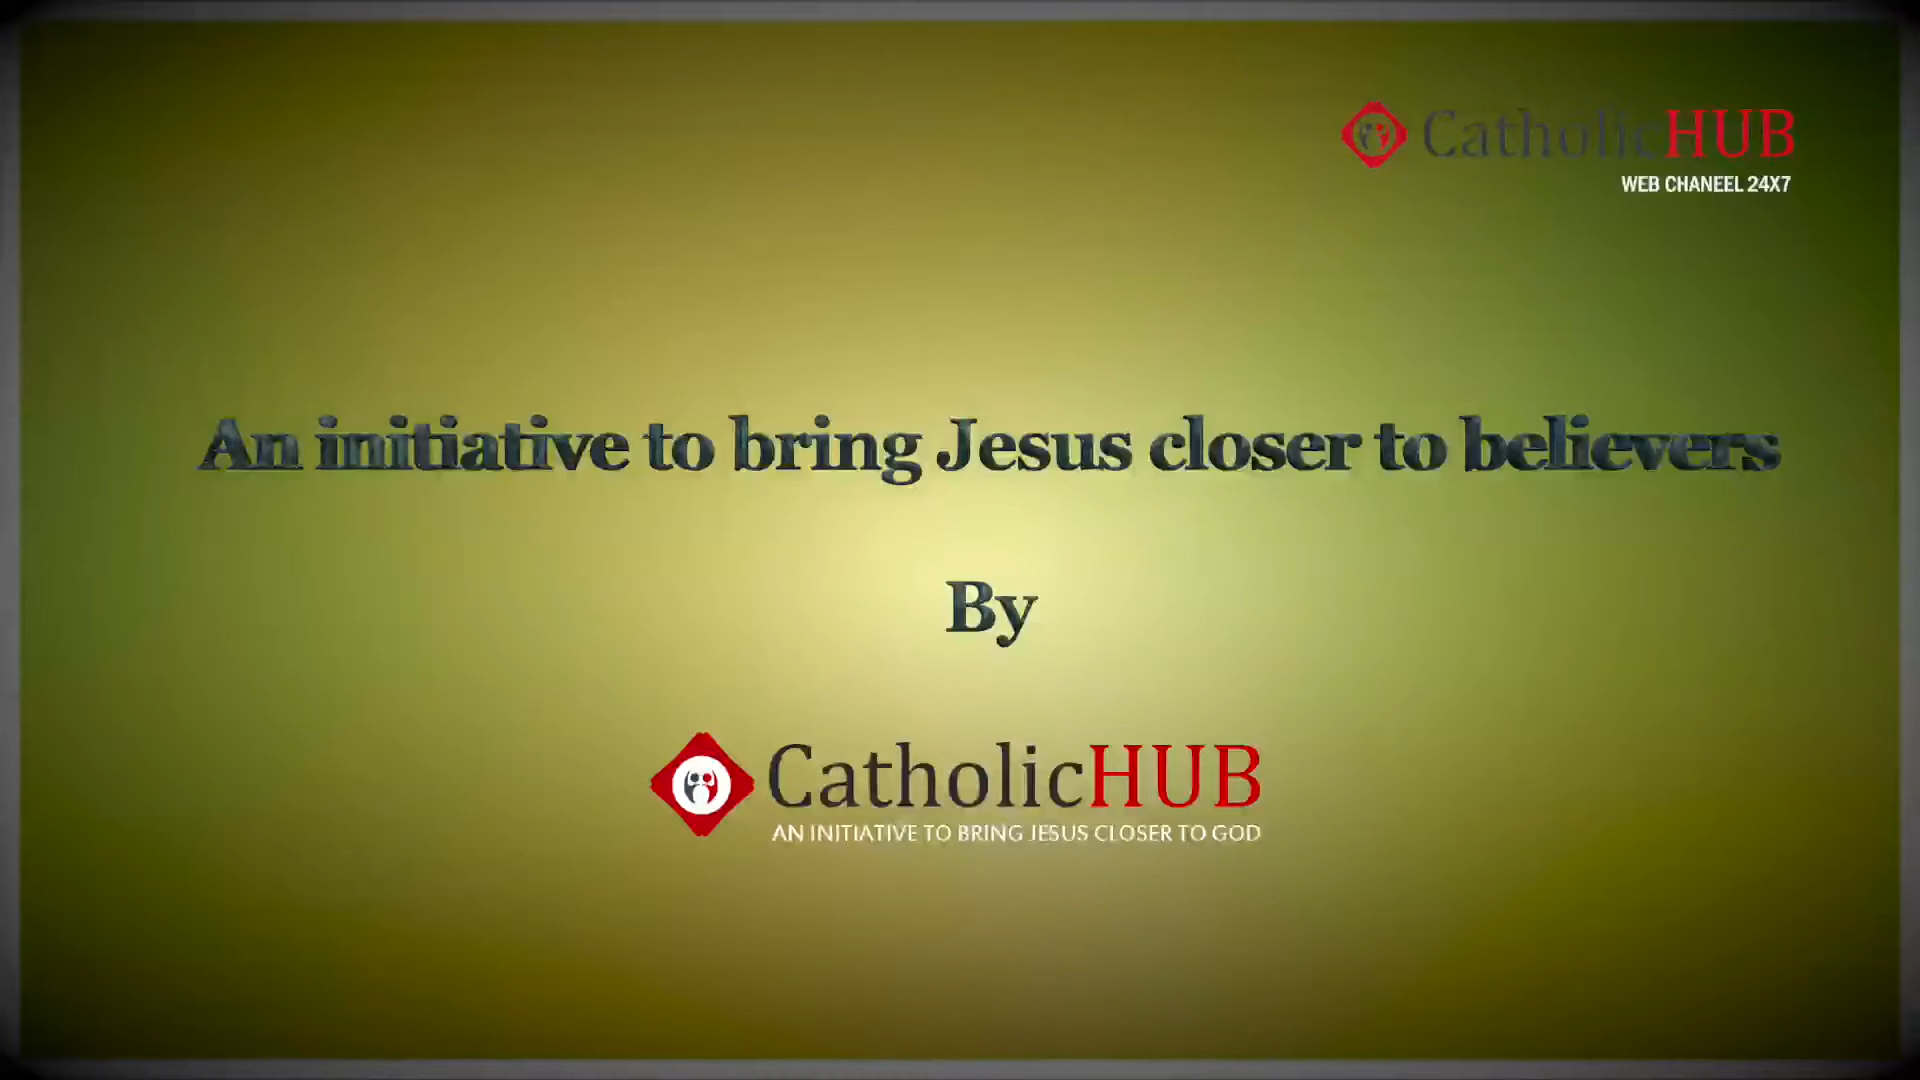 CatholicHUB
WEB CHANEEL 24X7
An initiative to bring Jesus closer to believers
By
CatholicHUB
AN INITIATIVE TO BRING JESUS CLOSER TO GOD